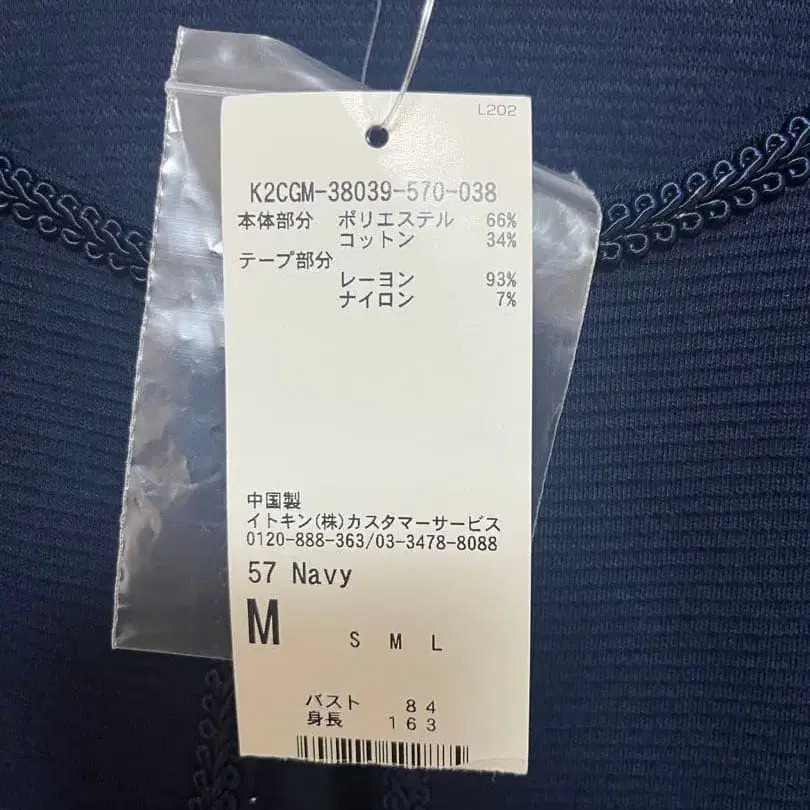 L202
K2CGM-38039-570-038
本体部分 ポリエステル 66%
コットン 34%
テープ部分
レーヨン 93%
ナイロン 7%
中国製
イトキン(株)カスタマーサービス
0120-888-363/03-3478-8088
57 Navy
M S M L
バスト 84
身長 163